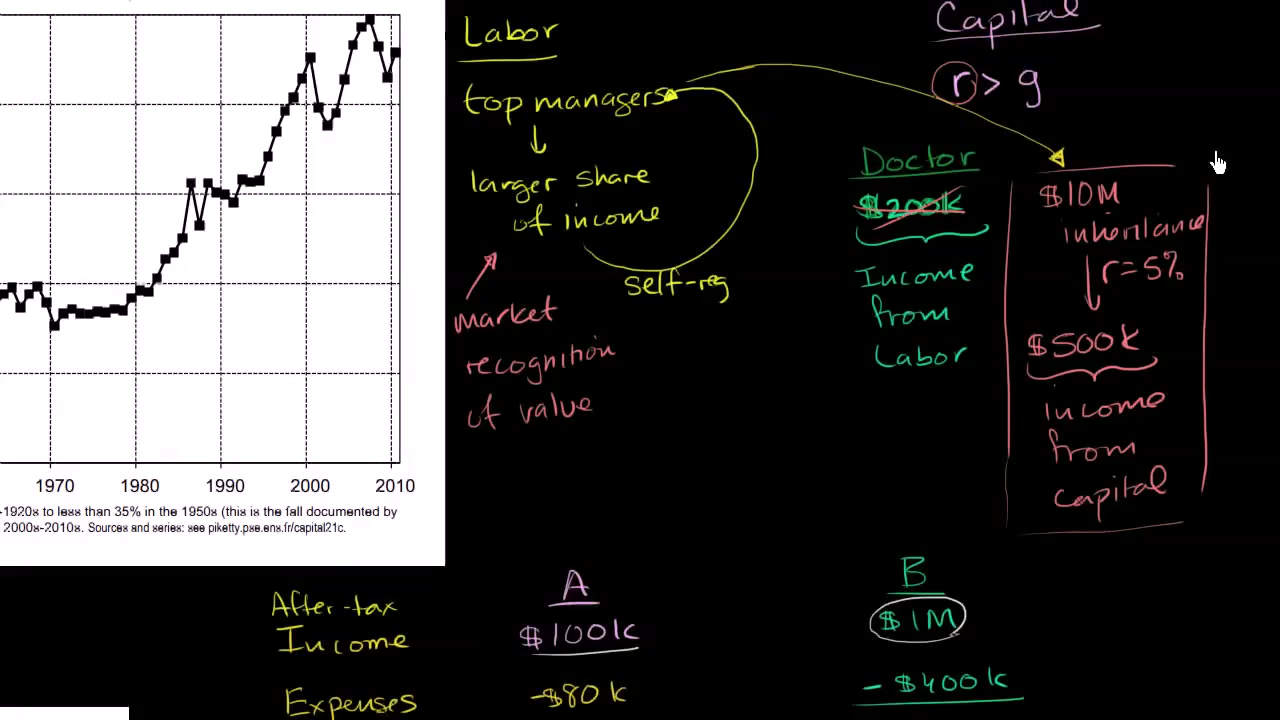 Labor
top managers
larger share
of income
self-reg
market
recognition
of value
Capital
r > g
Doctor
$200k
Income
from
Labor
$10M
inheritance
r=5%
$500k
income
from
capital
1970 1980 1990 2000 2010
-1920s to less than 35% in the 1950s (this is the fall documented by
2000s-2010s. Sources and series: see piketty.pse.ens.fr/capital21c.
A B
After-tax
Income $100k $1M
Expenses -$80k -$400k